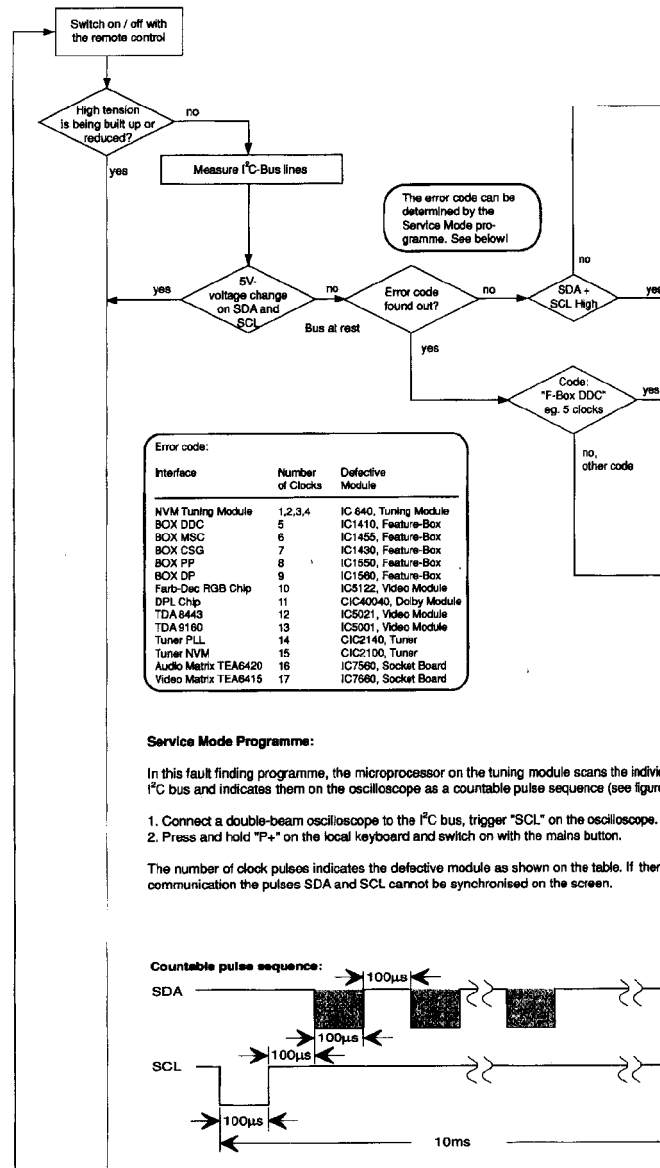 Switch on / off with
the remote control
High tension
is being built up or
reduced?
no
yes
Measure I²C-Bus lines
The error code can be
determined by the
Service Mode pro-
gramme. See below!
5V-
voltage change
on SDA and
SCL
yes
no
Bus at rest
Error code
found out?
no
yes
no
SDA +
SCL High
yes
Code:
"F-Box DDC"
eg. 5 clocks
yes
no,
other code
Error code:
Interface Number of Clocks Defective Module
NVM Tuning Module 1,2,3,4 IC 840, Tuning Module
BOX DDC 5 IC1410, Feature-Box
BOX MSC 6 IC1455, Feature-Box
BOX CSG 7 IC1430, Feature-Box
BOX PP 8 IC1550, Feature-Box
BOX DP 9 IC1560, Feature-Box
Farb-Dec RGB Chip 10 IC5122, Video Module
DPL Chip 11 CIC40040, Dolby Module
TDA 8443 12 IC5021, Video Module
TDA 9160 13 IC5001, Video Module
Tuner PLL 14 CIC2140, Tuner
Tuner NVM 15 CIC2100, Tuner
Audio Matrix TEA6420 16 IC7560, Socket Board
Video Matrix TEA6415 17 IC7660, Socket Board
Service Mode Programme:
In this fault finding programme, the microprocessor on the tuning module scans the individ
I²C bus and indicates them on the oscilloscope as a countable pulse sequence (see figure
1. Connect a double-beam oscilloscope to the I²C bus, trigger "SCL" on the oscilloscope.
2. Press and hold "P+" on the local keyboard and switch on with the mains button.
The number of clock pulses indicates the defective module as shown on the table. If ther
communication the pulses SDA and SCL cannot be synchronised on the screen.
Countable pulse sequence:
100µs
SDA
100µs
100µs
SCL
100µs
10ms